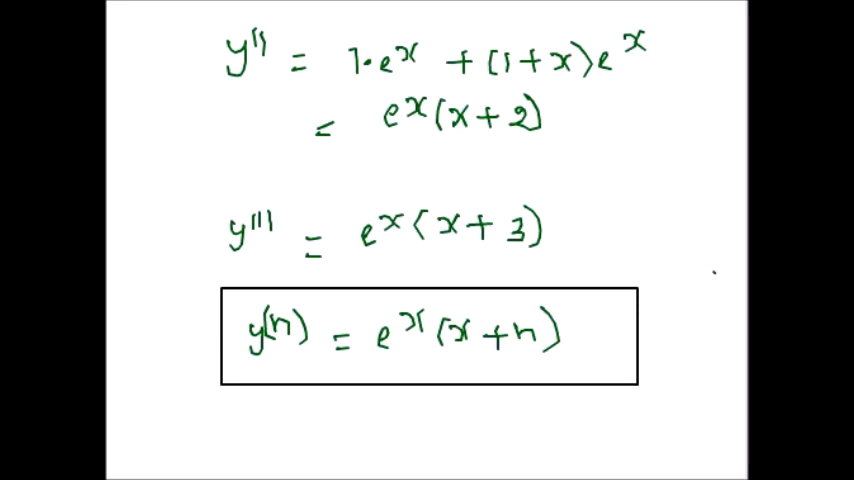 y'' = 1·e^x + (1+x)e^x
= e^x(x+2)
y''' = e^x(x+3)
y(n) = e^x(x+n)